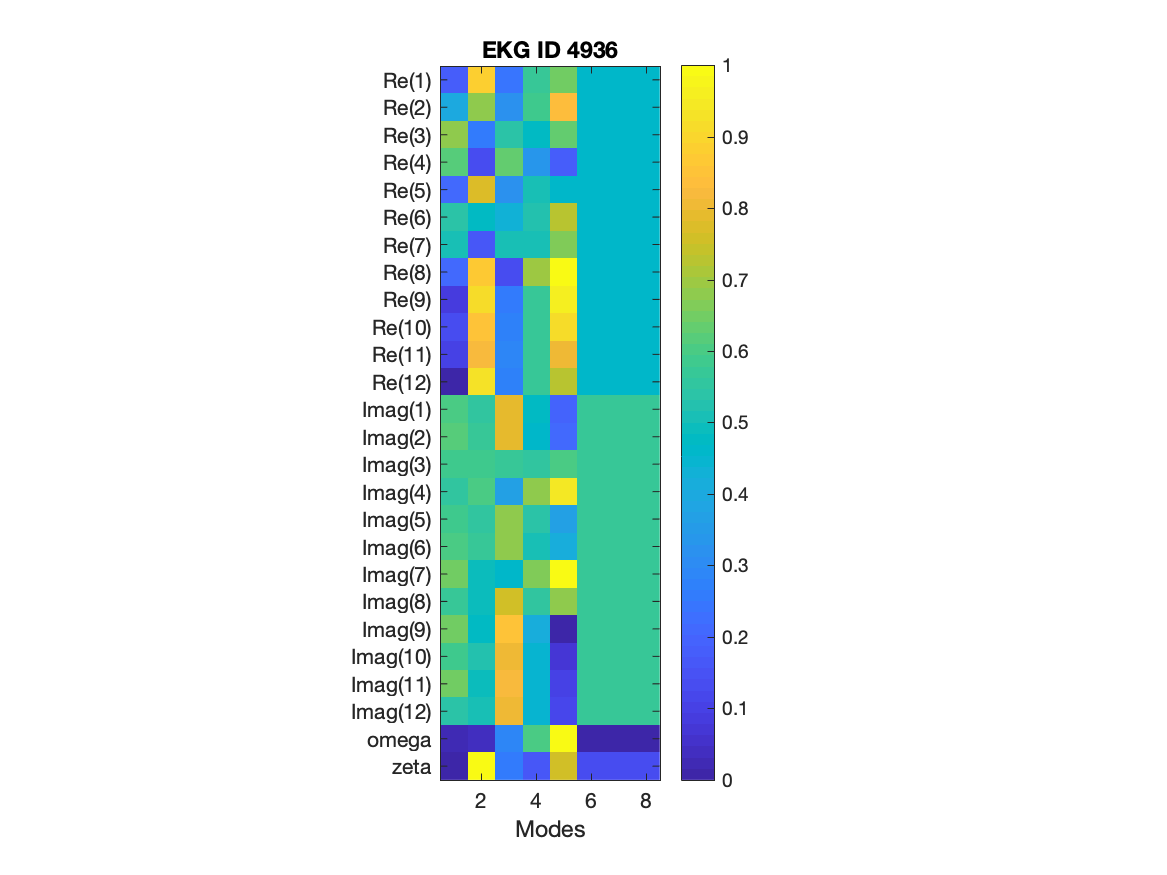 EKG ID 4936
Re(1)
Re(2)
Re(3)
Re(4)
Re(5)
Re(6)
Re(7)
Re(8)
Re(9)
Re(10)
Re(11)
Re(12)
Imag(1)
Imag(2)
Imag(3)
Imag(4)
Imag(5)
Imag(6)
Imag(7)
Imag(8)
Imag(9)
Imag(10)
Imag(11)
Imag(12)
omega
zeta
2 4 6 8
Modes
1
0.9
0.8
0.7
0.6
0.5
0.4
0.3
0.2
0.1
0